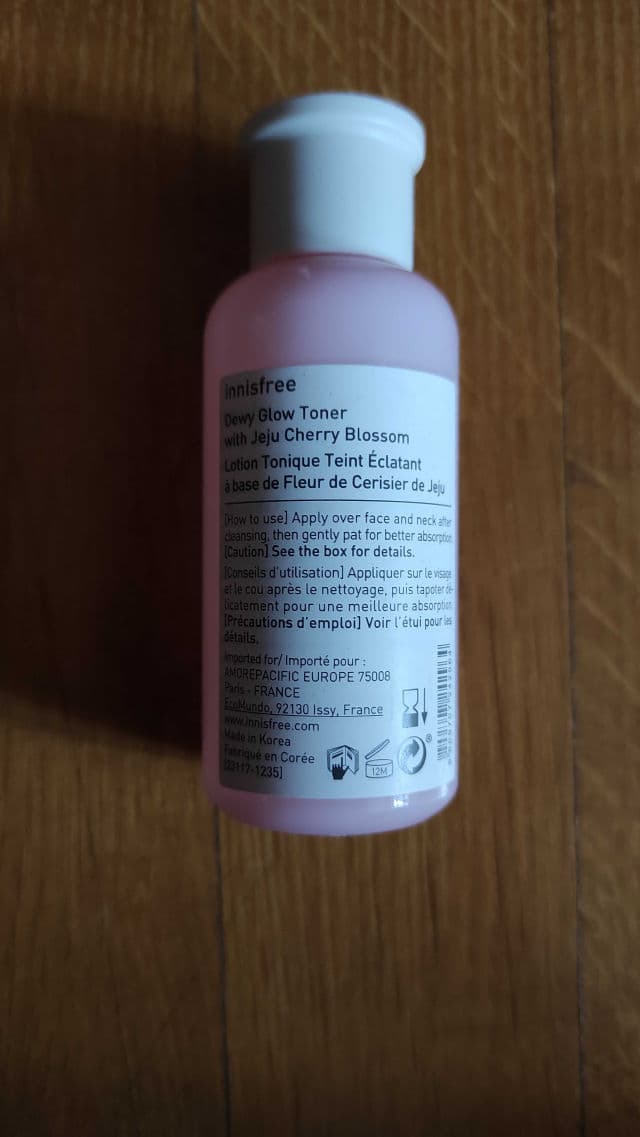 innisfree
Dewy Glow Toner
with Jeju Cherry Blossom
Lotion Tonique Teint Éclatant
à base de Fleur de Cerisier de Jeju
[How to use] Apply over face and neck after
cleansing, then gently pat for better absorption
[Caution] See the box for details.
[Conseils d'utilisation] Appliquer sur le visage
et le cou après le nettoyage, puis tapoter dé-
licatement pour une meilleure absorption
[Précautions d'emploi] Voir l'étui pour les
détails.
Imported for/ Importé pour :
AMOREPACIFIC EUROPE 75008
Paris - FRANCE
EcoMundo, 92130 Issy, France
www.innisfree.com
Made in Korea
Fabriqué en Corée
[23117-1235]
12M
®